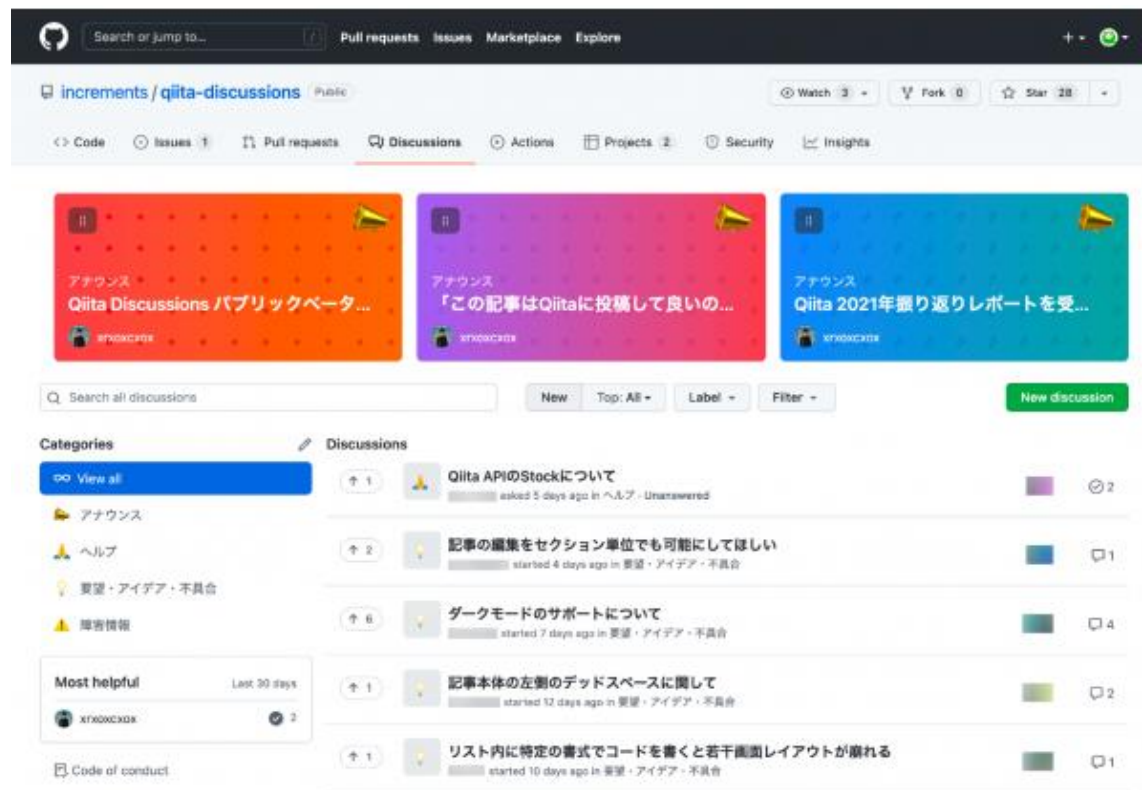 Search or jump to... /
Pull requests Issues Marketplace Explore
increments / qiita-discussions Public
Watch 3
Fork 0
Star 28
Code
Issues 1
Pull requests
Discussions
Actions
Projects 2
Security
Insights
アナウンス
Qiita Discussions パブリックベータ...
xrxoxcxox
アナウンス
「この記事はQiitaに投稿して良いの...
xrxoxcxox
アナウンス
Qiita 2021年振り返りレポートを受...
xrxoxcxox
Search all discussions
New
Top: All
Label
Filter
New discussion
Categories
View all
アナウンス
ヘルプ
要望・アイデア・不具合
障害情報
Most helpful
Last 30 days
xrxoxcxox
2
Code of conduct
Discussions
1
Qiita APIのStockについて
asked 5 days ago in ヘルプ · Unanswered
2
2
記事の編集をセクション単位でも可能にしてほしい
started 4 days ago in 要望・アイデア・不具合
1
6
ダークモードのサポートについて
started 7 days ago in 要望・アイデア・不具合
4
1
記事本体の左側のデッドスペースに関して
started 12 days ago in 要望・アイデア・不具合
2
1
リスト内に特定の書式でコードを書くと若干画面レイアウトが崩れる
started 10 days ago in 要望・アイデア・不具合
1